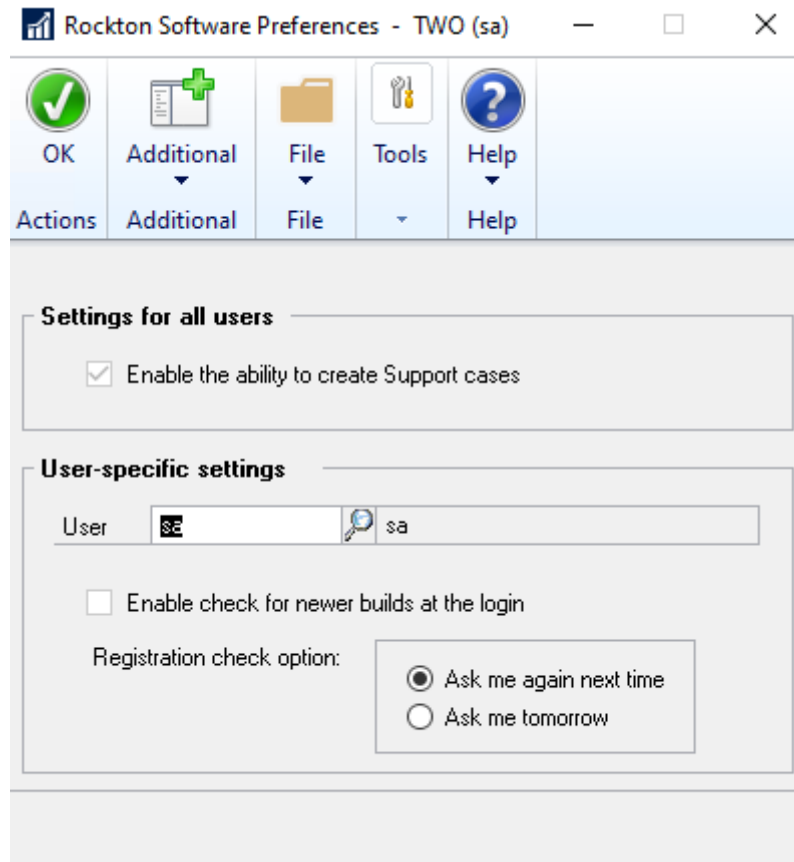 Rockton Software Preferences - TWO (sa)
OK Additional File Tools Help
Actions Additional File Help
Settings for all users
Enable the ability to create Support cases
User-specific settings
User sa sa
Enable check for newer builds at the login
Registration check option:
Ask me again next time
Ask me tomorrow